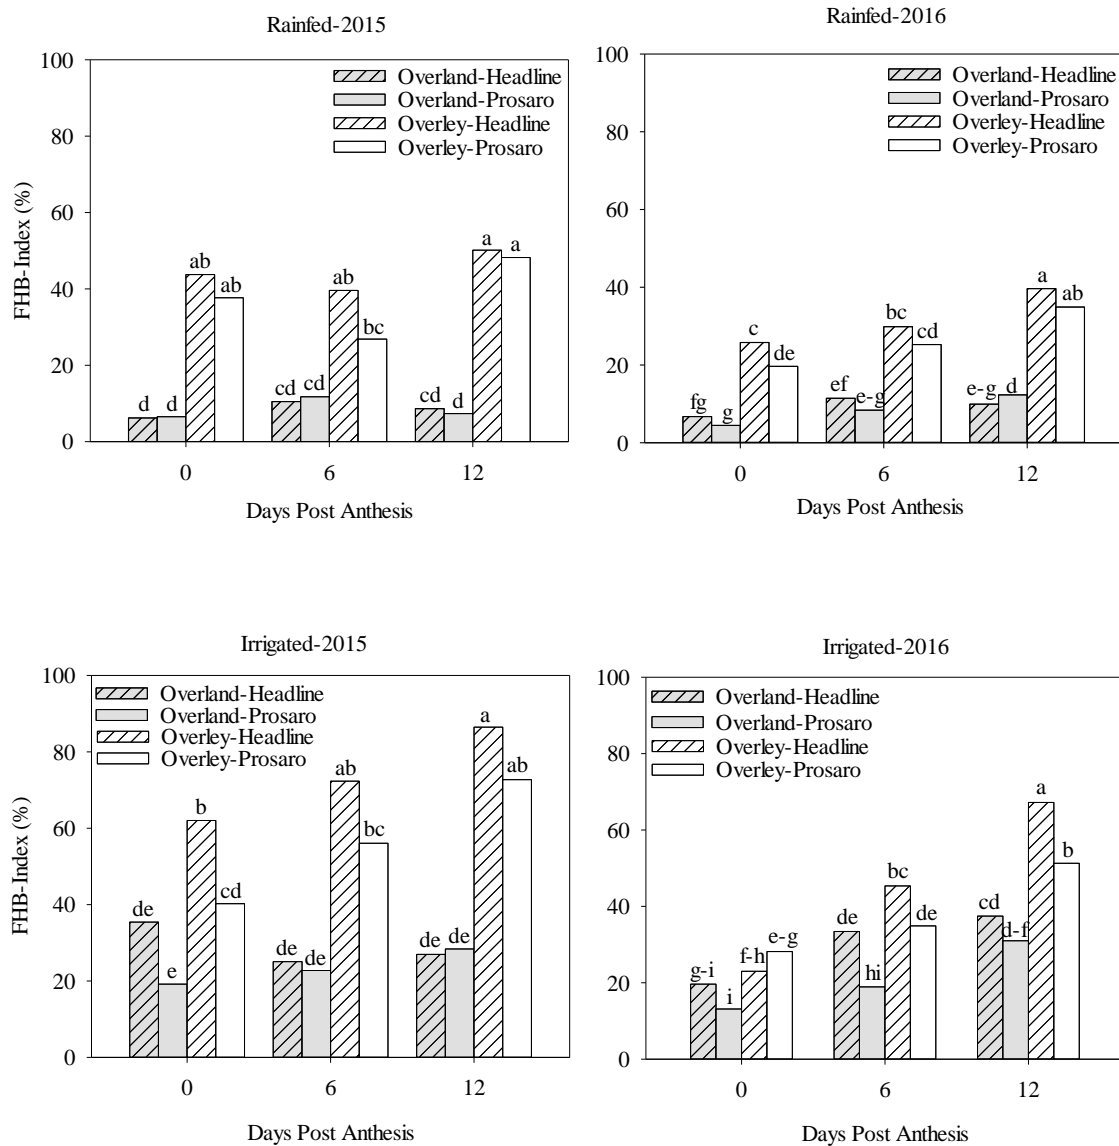 Rainfed-2015
100
80
60
40
20
0
FHB-Index (%)
Overland-Headline
Overland-Prosaro
Overley-Headline
Overley-Prosaro
d d ab ab
cd cd ab bc
cd d a a
0 6 12
Days Post Anthesis
Rainfed-2016
100
80
60
40
20
0
Overland-Headline
Overland-Prosaro
Overley-Headline
Overley-Prosaro
fg g c de
ef e-g bc cd
e-g d a ab
0 6 12
Days Post Anthesis
Irrigated-2015
100
80
60
40
20
0
FHB-Index (%)
Overland-Headline
Overland-Prosaro
Overley-Headline
Overley-Prosaro
de e b cd
de de ab bc
de de a ab
0 6 12
Days Post Anthesis
Irrigated-2016
100
80
60
40
20
0
Overland-Headline
Overland-Prosaro
Overley-Headline
Overley-Prosaro
g-i i f-h e-g
de hi bc de
cd d-f a b
0 6 12
Days Post Anthesis